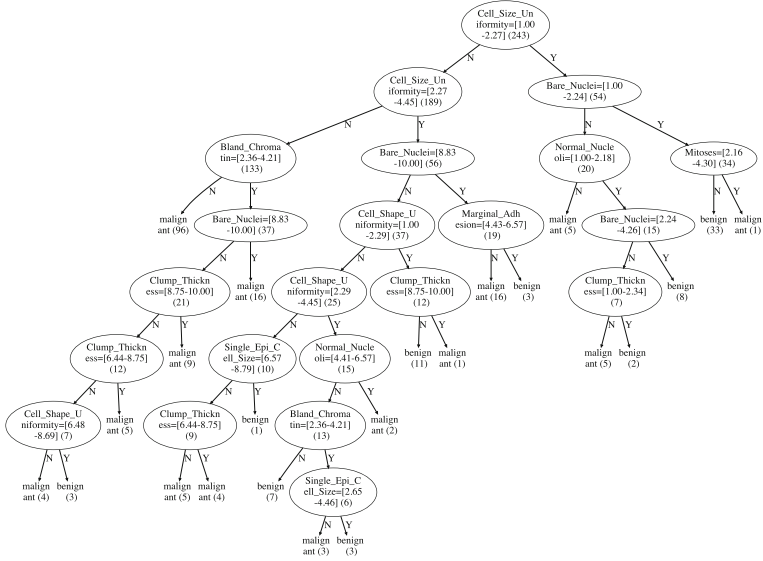 Cell_Size_Un
iformity=[1.00
-2.27] (243)
N
Y
Cell_Size_Un
iformity=[2.27
-4.45] (189)
Bare_Nuclei=[1.00
-2.24] (54)
N
Y
N
Y
Bland_Chroma
tin=[2.36-4.21]
(133)
Bare_Nuclei=[8.83
-10.00] (56)
Normal_Nucle
oli=[1.00-2.18]
(20)
Mitoses=[2.16
-4.30] (34)
N
Y
N
Y
N
Y
N
Y
malign
ant (96)
Bare_Nuclei=[8.83
-10.00] (37)
Cell_Shape_U
niformity=[1.00
-2.29] (37)
Marginal_Adh
esion=[4.43-6.57]
(19)
malign
ant (5)
Bare_Nuclei=[2.24
-4.26] (15)
benign
(33)
malign
ant (1)
N
Y
N
Y
N
Y
N
Y
Clump_Thickn
ess=[8.75-10.00]
(21)
malign
ant (16)
Cell_Shape_U
niformity=[2.29
-4.45] (25)
Clump_Thickn
ess=[8.75-10.00]
(12)
malign
ant (16)
benign
(3)
Clump_Thickn
ess=[1.00-2.34]
(7)
benign
(8)
N
Y
N
Y
N
Y
N
Y
Clump_Thickn
ess=[6.44-8.75]
(12)
malign
ant (9)
Single_Epi_C
ell_Size=[6.57
-8.79] (10)
Normal_Nucle
oli=[4.41-6.57]
(15)
benign
(11)
malign
ant (1)
malign
ant (5)
benign
(2)
N
Y
N
Y
N
Y
Cell_Shape_U
niformity=[6.48
-8.69] (7)
malign
ant (5)
Clump_Thickn
ess=[6.44-8.75]
(9)
benign
(1)
Bland_Chroma
tin=[2.36-4.21]
(13)
malign
ant (2)
N
Y
N
Y
N
Y
malign
ant (4)
benign
(3)
malign
ant (5)
malign
ant (4)
benign
(7)
Single_Epi_C
ell_Size=[2.65
-4.46] (6)
N
Y
malign
ant (3)
benign
(3)